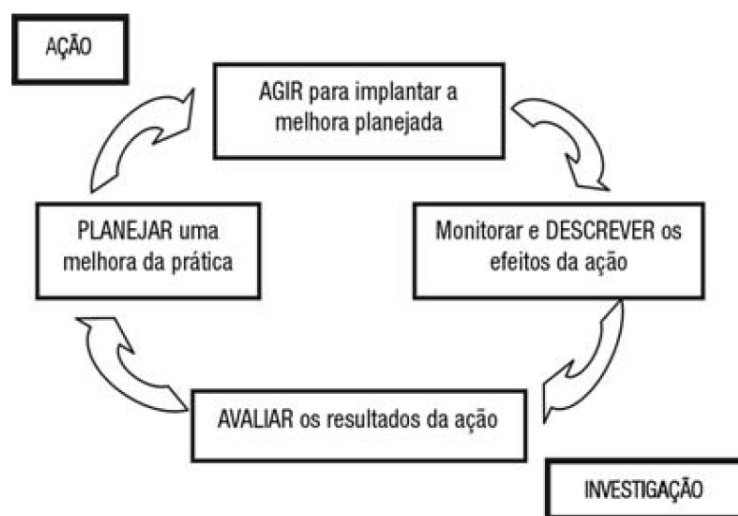 AÇÃO
AGIR para implantar a
melhora planejada
PLANEJAR uma
melhora da prática
Monitorar e DESCREVER os
efeitos da ação
AVALIAR os resultados da ação
INVESTIGAÇÃO